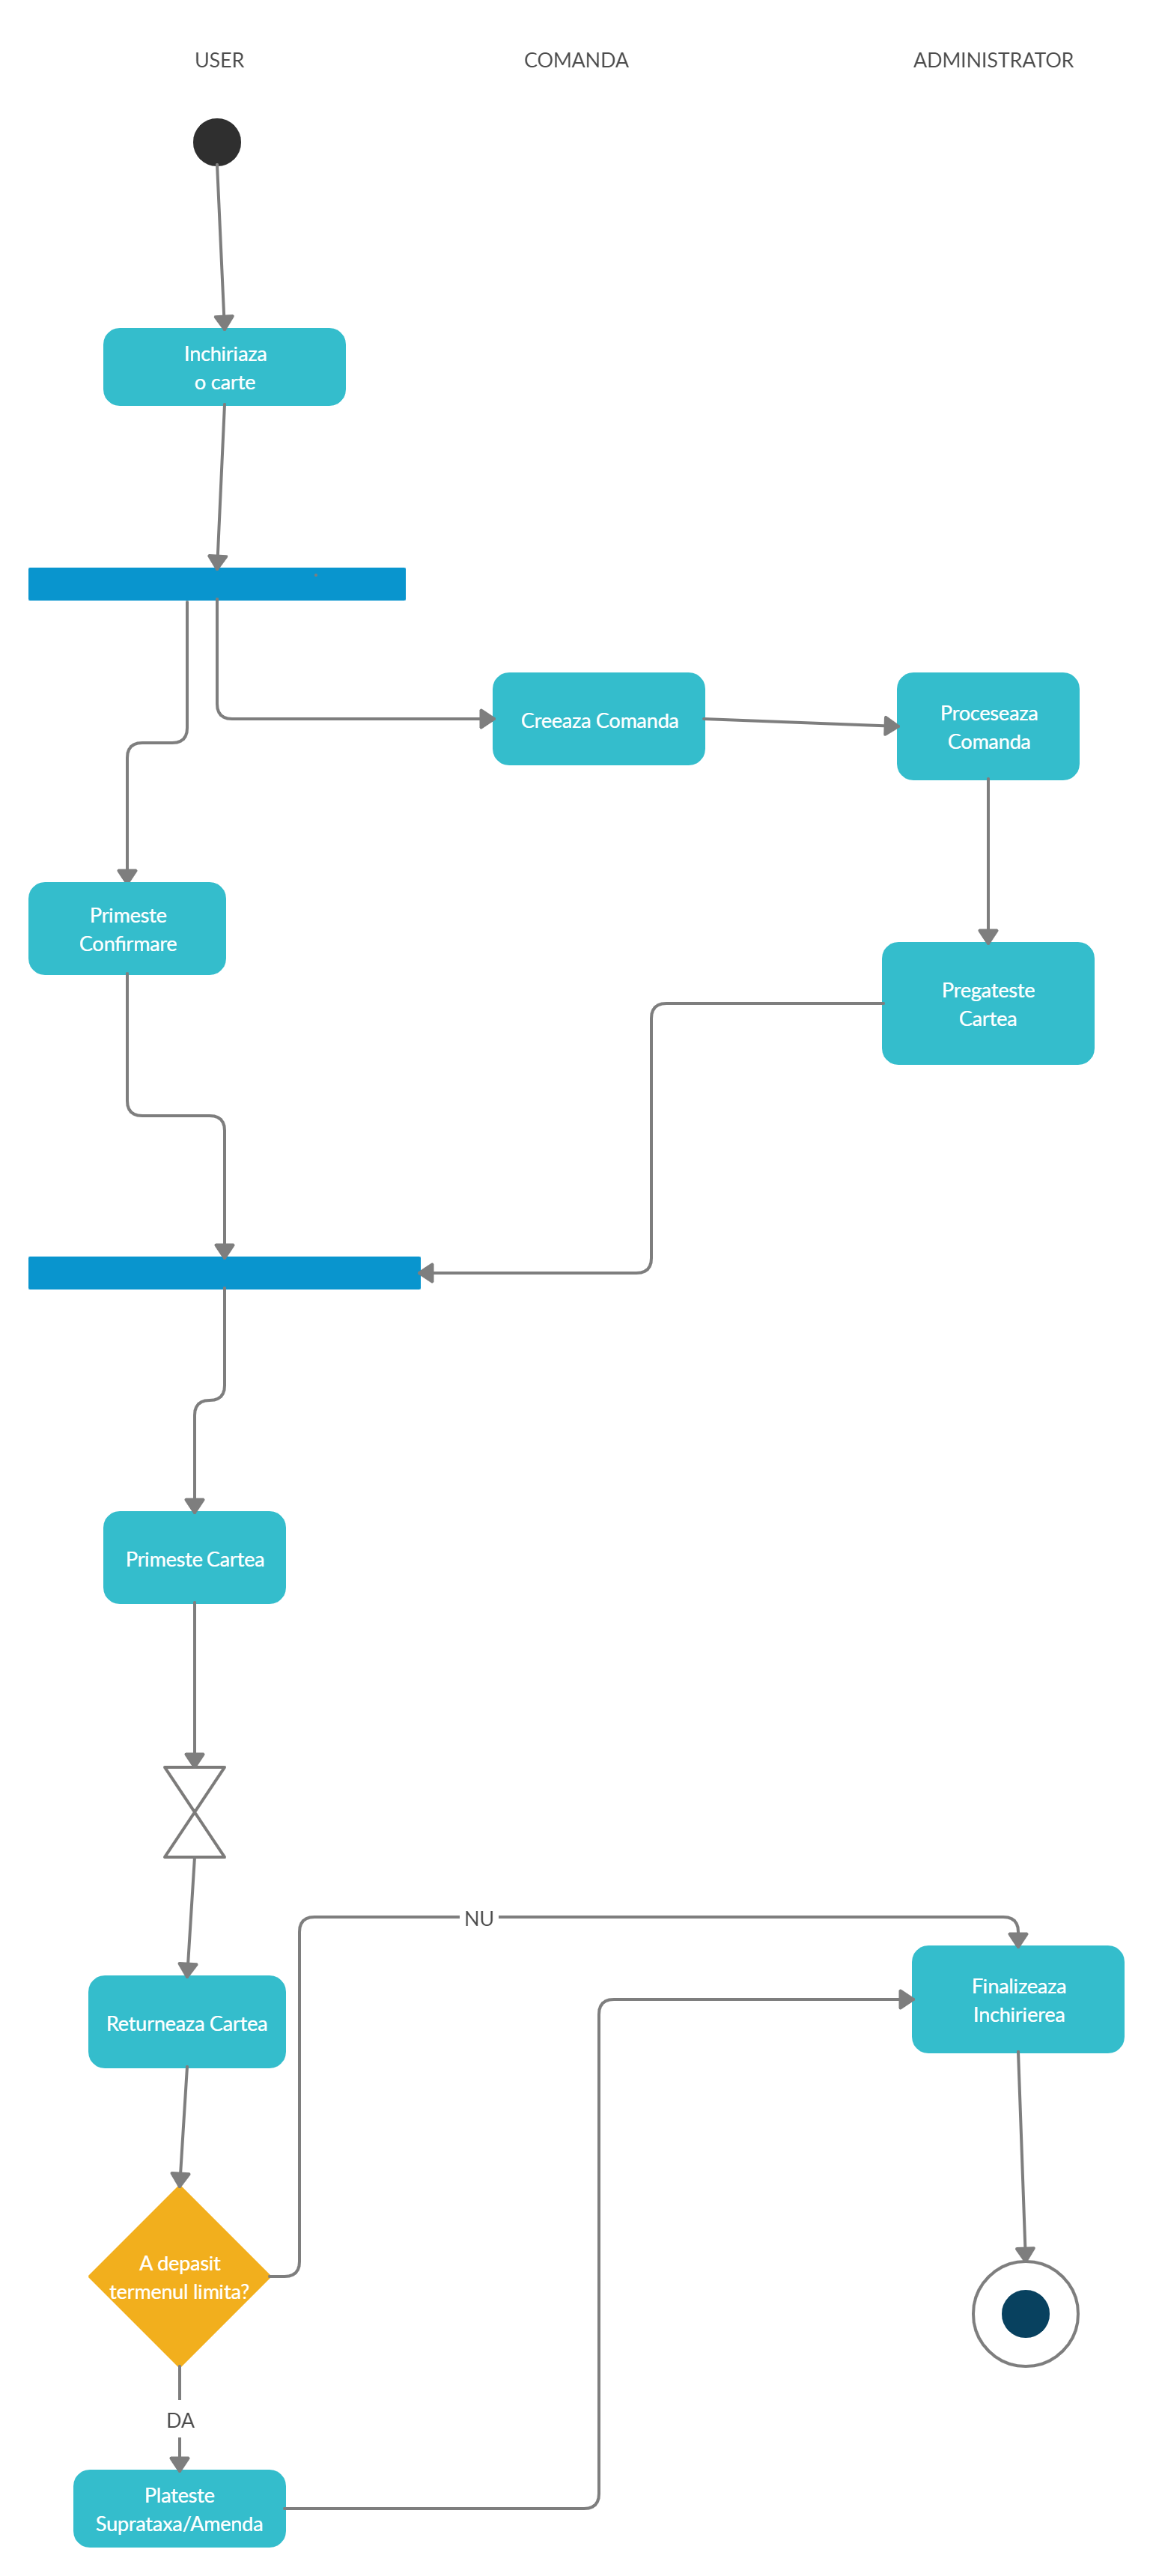 USER
COMANDA
ADMINISTRATOR
Inchiriaza
o carte
Creeaza Comanda
Proceseaza
Comanda
Primeste
Confirmare
Pregateste
Cartea
Primeste Cartea
NU
Finalizeaza
Inchirierea
Returneaza Cartea
A depasit
termenul limita?
DA
Plateste
Suprataxa/Amenda